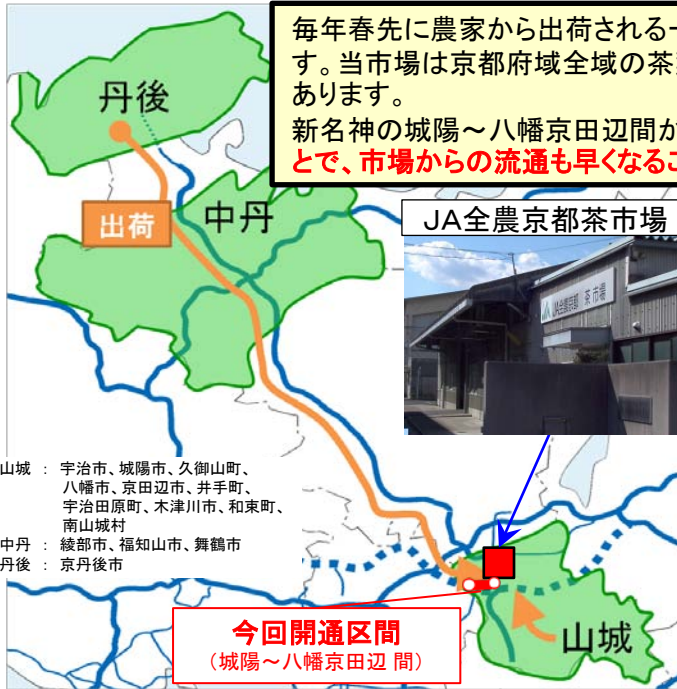 毎年春先に農家から出荷される
す。当市場は京都府域全域の茶
あります。
新名神の城陽～八幡京田辺間が
とで、市場からの流通も早くなるこ
丹後
出荷
中丹
JA全農京都茶市場
JA全農京都 茶市場
山城 : 宇治市、城陽市、久御山町、
八幡市、京田辺市、井手町、
宇治田原町、木津川市、和束町、
南山城村
中丹 : 綾部市、福知山市、舞鶴市
丹後 : 京丹後市
今回開通区間
(城陽～八幡京田辺 間)
山城